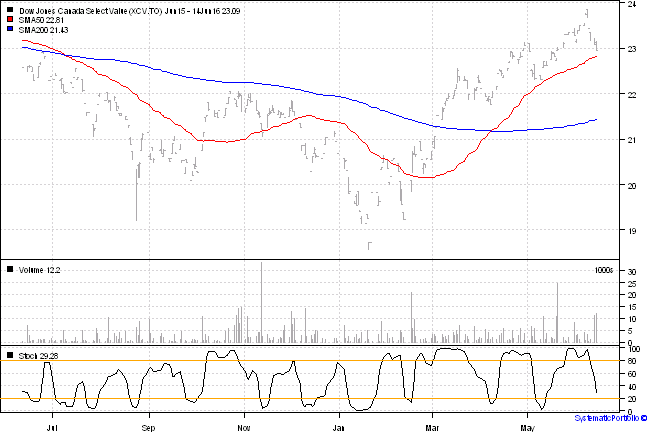 Dow Jones Canada Select Value (XCV.TO) Jun15 - 14Jun16 23.09
SMA50 22.81
SMA200 21.43
24
23
22
21
20
19
Volume 12.2
1000s
30
25
20
15
10
5
0
Stoch 29.28
100
80
60
40
20
0
Jul Sep Nov Jan Mar May
SystematicPortfolio ©